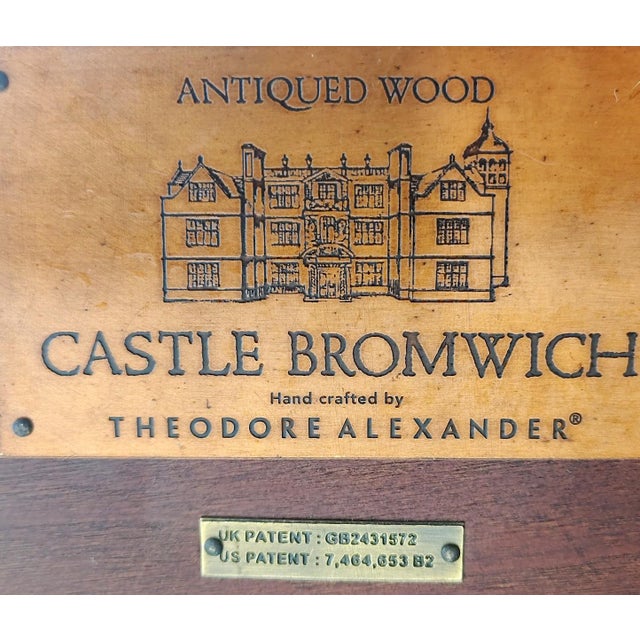 ANTIQUED WOOD
CASTLE BROMWICH
Hand crafted by
THEODORE ALEXANDER®
UK PATENT : GB2431572
US PATENT : 7,464,653 B2